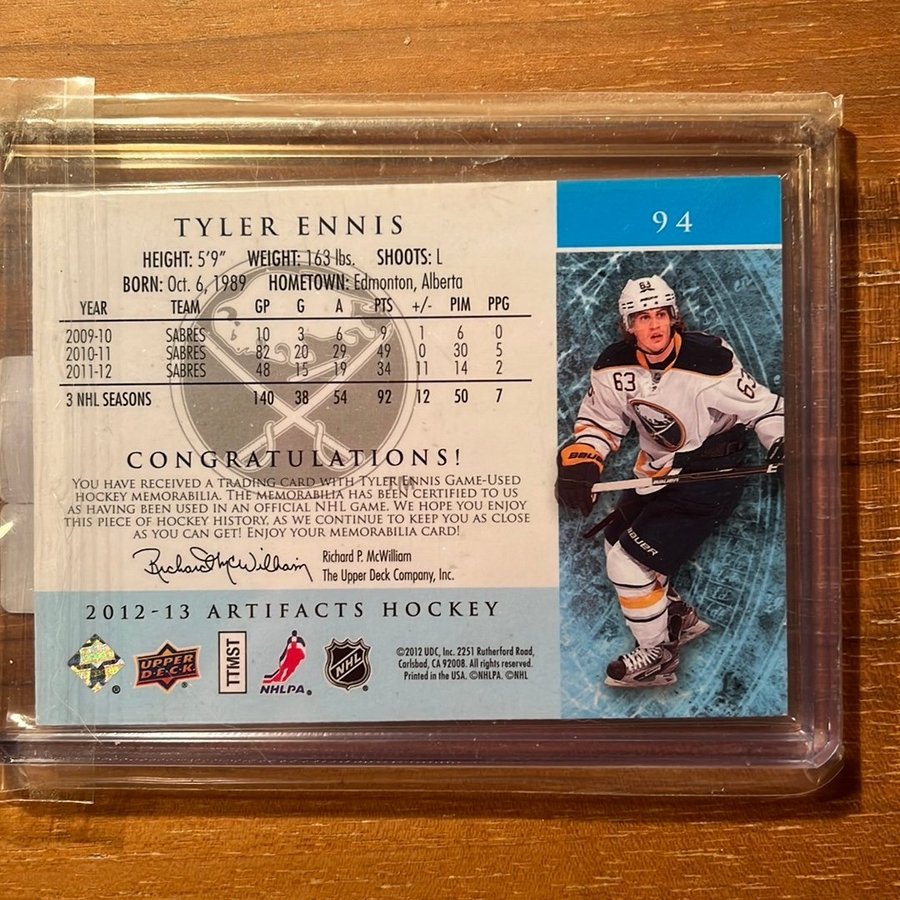 TYLER ENNIS
HEIGHT: 5'9" WEIGHT: 163 lbs. SHOOTS: L
BORN: Oct. 6, 1989 HOMETOWN: Edmonton, Alberta
YEAR TEAM GP G A PTS +/- PIM PPG
2009-10 SABRES 10 3 6 9 1 6 0
2010-11 SABRES 82 20 29 49 0 30 5
2011-12 SABRES 48 15 19 34 11 14 2
3 NHL SEASONS 140 38 54 92 12 50 7
CONGRATULATIONS!
YOU HAVE RECEIVED A TRADING CARD WITH TYLER ENNIS GAME-USED
HOCKEY MEMORABILIA. THE MEMORABILIA HAS BEEN CERTIFIED TO US
AS HAVING BEEN USED IN AN OFFICIAL NHL GAME. WE HOPE YOU ENJOY
THIS PIECE OF HOCKEY HISTORY, AS WE CONTINUE TO KEEP YOU AS CLOSE
AS YOU CAN GET! ENJOY YOUR MEMORABILIA CARD!
Richard P. McWilliam
Richard P. McWilliam
The Upper Deck Company, Inc.
2012-13 ARTIFACTS HOCKEY
UPPER
DECK
TTMST
NHLPA
NHL
©2012 UDC, Inc. 2251 Rutherford Road,
Carlsbad, CA 92008. All rights reserved.
Printed in the USA. ©NHLPA. ©NHL
94
63
63
63
BAUER
BAUER
BAUER